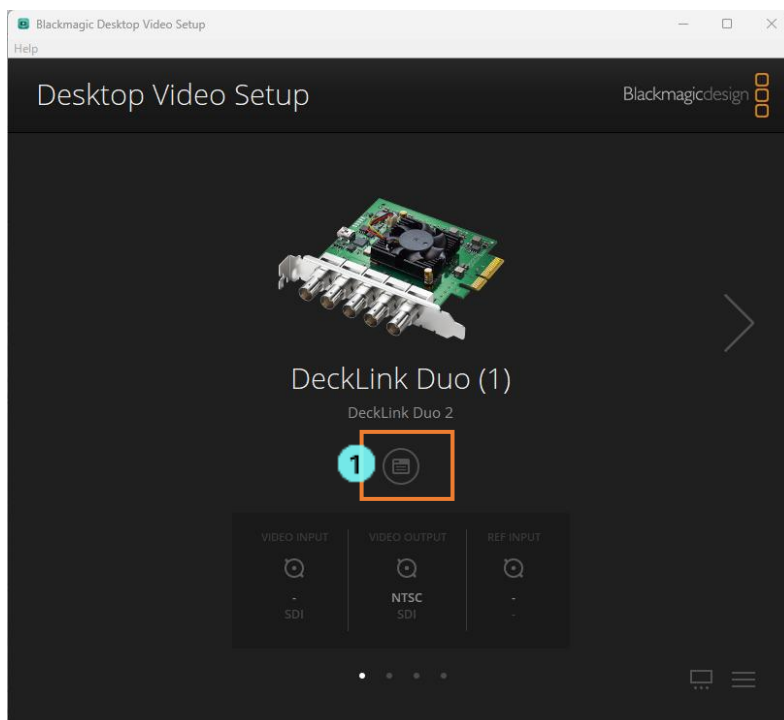 Blackmagic Desktop Video Setup
Help
Desktop Video Setup
Blackmagicdesign
DeckLink Duo (1)
DeckLink Duo 2
1
VIDEO INPUT VIDEO OUTPUT REF INPUT
- NTSC -
SDI SDI -